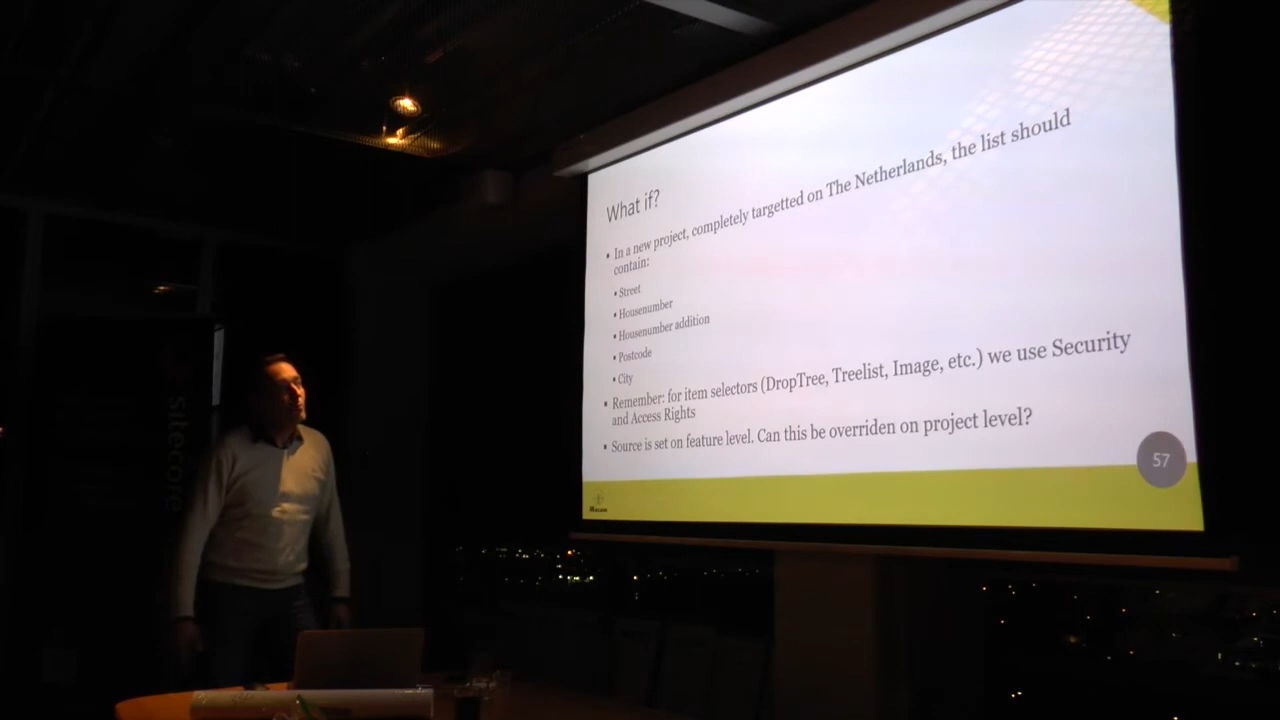 What if?
▪ In a new project, completely targetted on The Netherlands, the list should
contain:
▪ Street
▪ Housenumber
▪ Housenumber addition
▪ Postcode
▪ City
▪ Remember: for item selectors (DropTree, Treelist, Image, etc.) we use Security
and Access Rights
▪ Source is set on feature level. Can this be overriden on project level?
57
sitecore